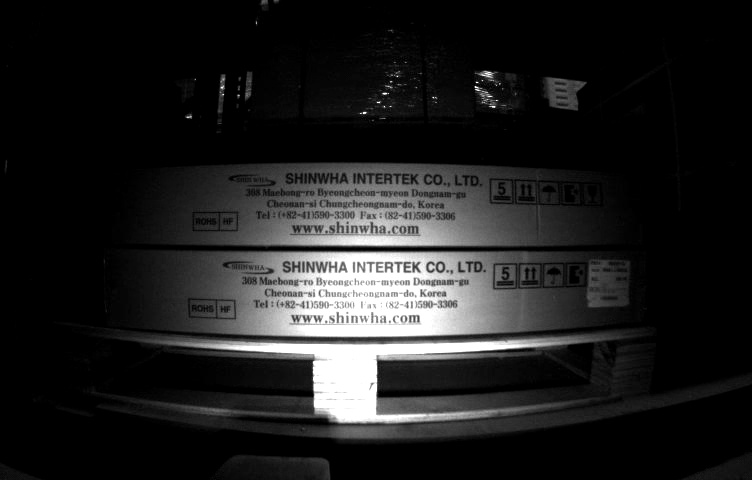 SHIN WHA
SHINWHA INTERTEK CO., LTD.
308 Maebong-ro Byeongcheon-myeon Dongnam-gu
Cheonan-si Chungcheongnam-do, Korea
Tel : (+82-41)590-3300 Fax : (82-41)590-3306
www.shinwha.com
ROHS HF
5
SHINWHA
SHINWHA INTERTEK CO., LTD.
308 Maebong-ro Byeongcheon-myeon Dongnam-gu
Cheonan-si Chungcheongnam-do, Korea
Tel : (+82-41)590-3300 Fax : (82-41)590-3306
www.shinwha.com
ROHS HF
5